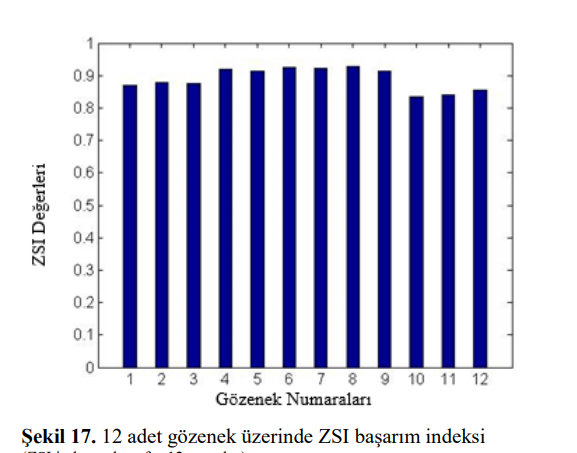 1
0.9
0.8
0.7
0.6
0.5
0.4
0.3
0.2
0.1
0
ZSI Değerleri
1 2 3 4 5 6 7 8 9 10 11 12
Gözenek Numaraları
Şekil 17. 12 adet gözenek üzerinde ZSI başarım indeksi